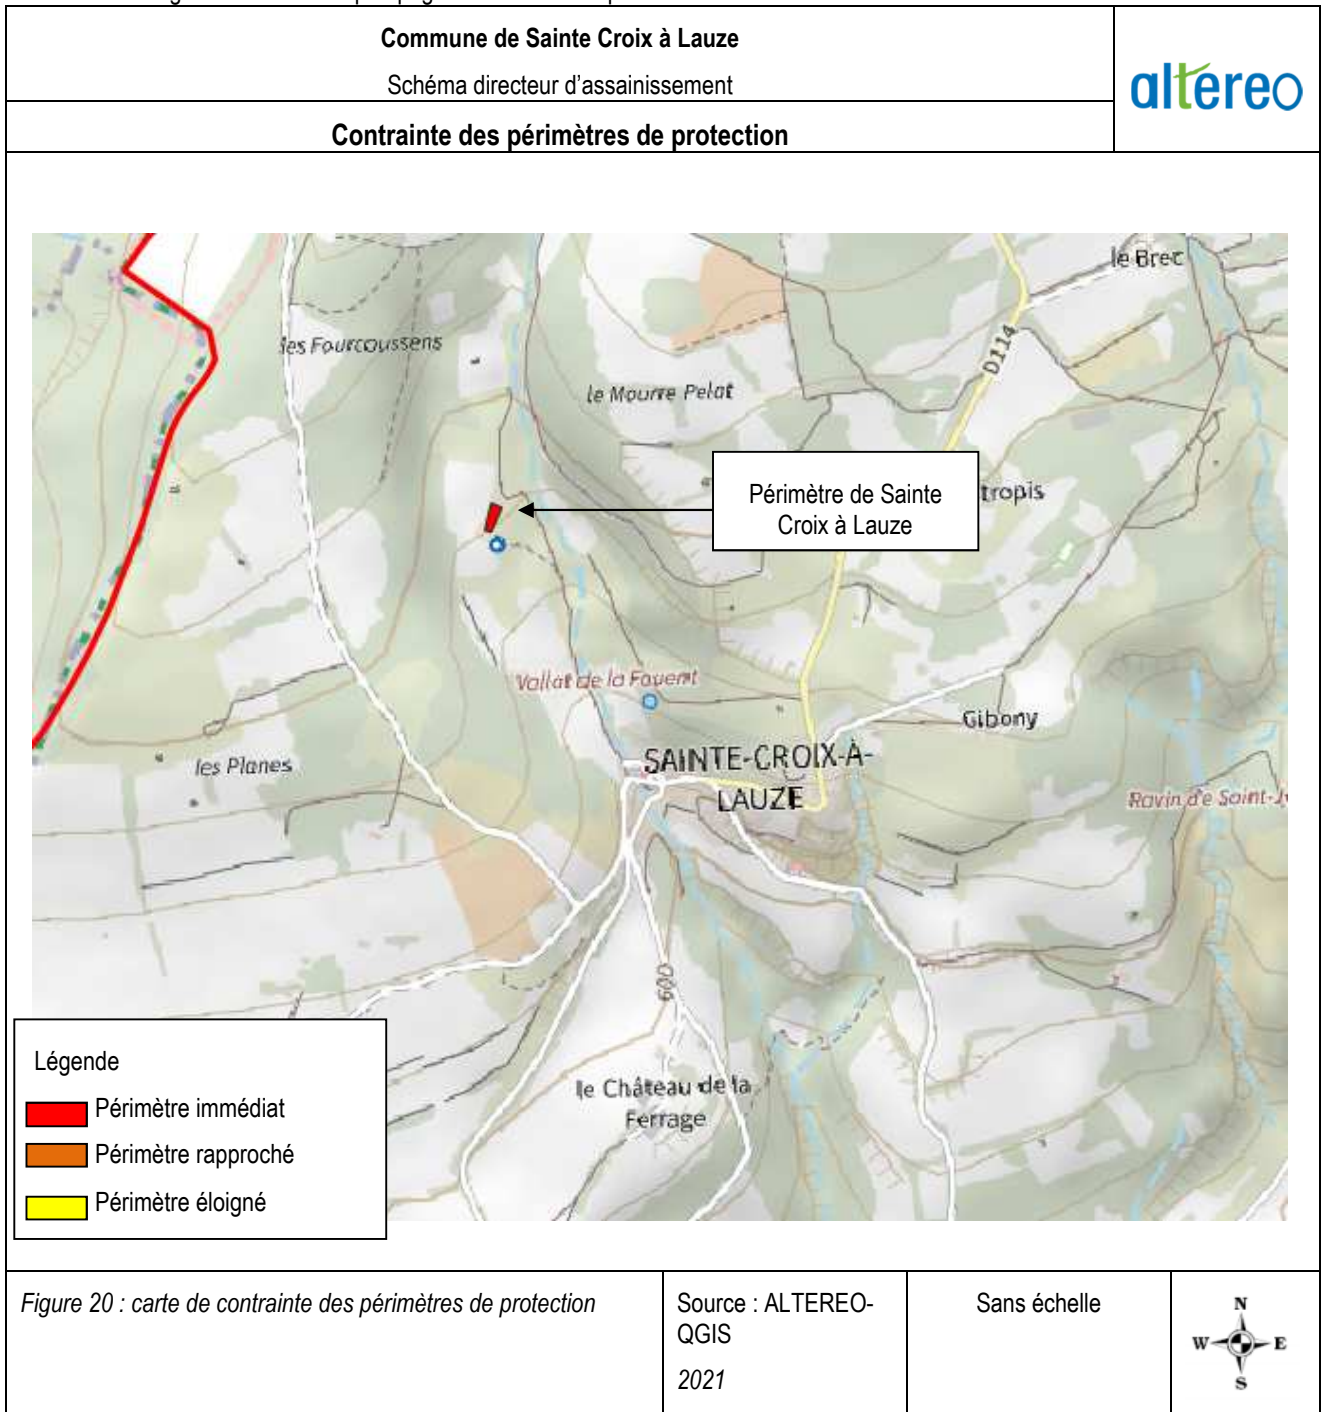 Commune de Sainte Croix à Lauze
Schéma directeur d'assainissement
altereo
Contrainte des périmètres de protection
le Brec
les Fourcoussens
D114
le Mourre Pelat
Périmètre de Sainte
Croix à Lauze
tropis
Vallat de la Fouent
Gibony
SAINTE-CROIX-À-
LAUZE
les Planes
Ravin de Saint-J
le Château de la
Ferrage
Légende
Périmètre immédiat
Périmètre rapproché
Périmètre éloigné
Figure 20 : carte de contrainte des périmètres de protection
Source : ALTEREO-
QGIS
2021
Sans échelle
N
W
E
S